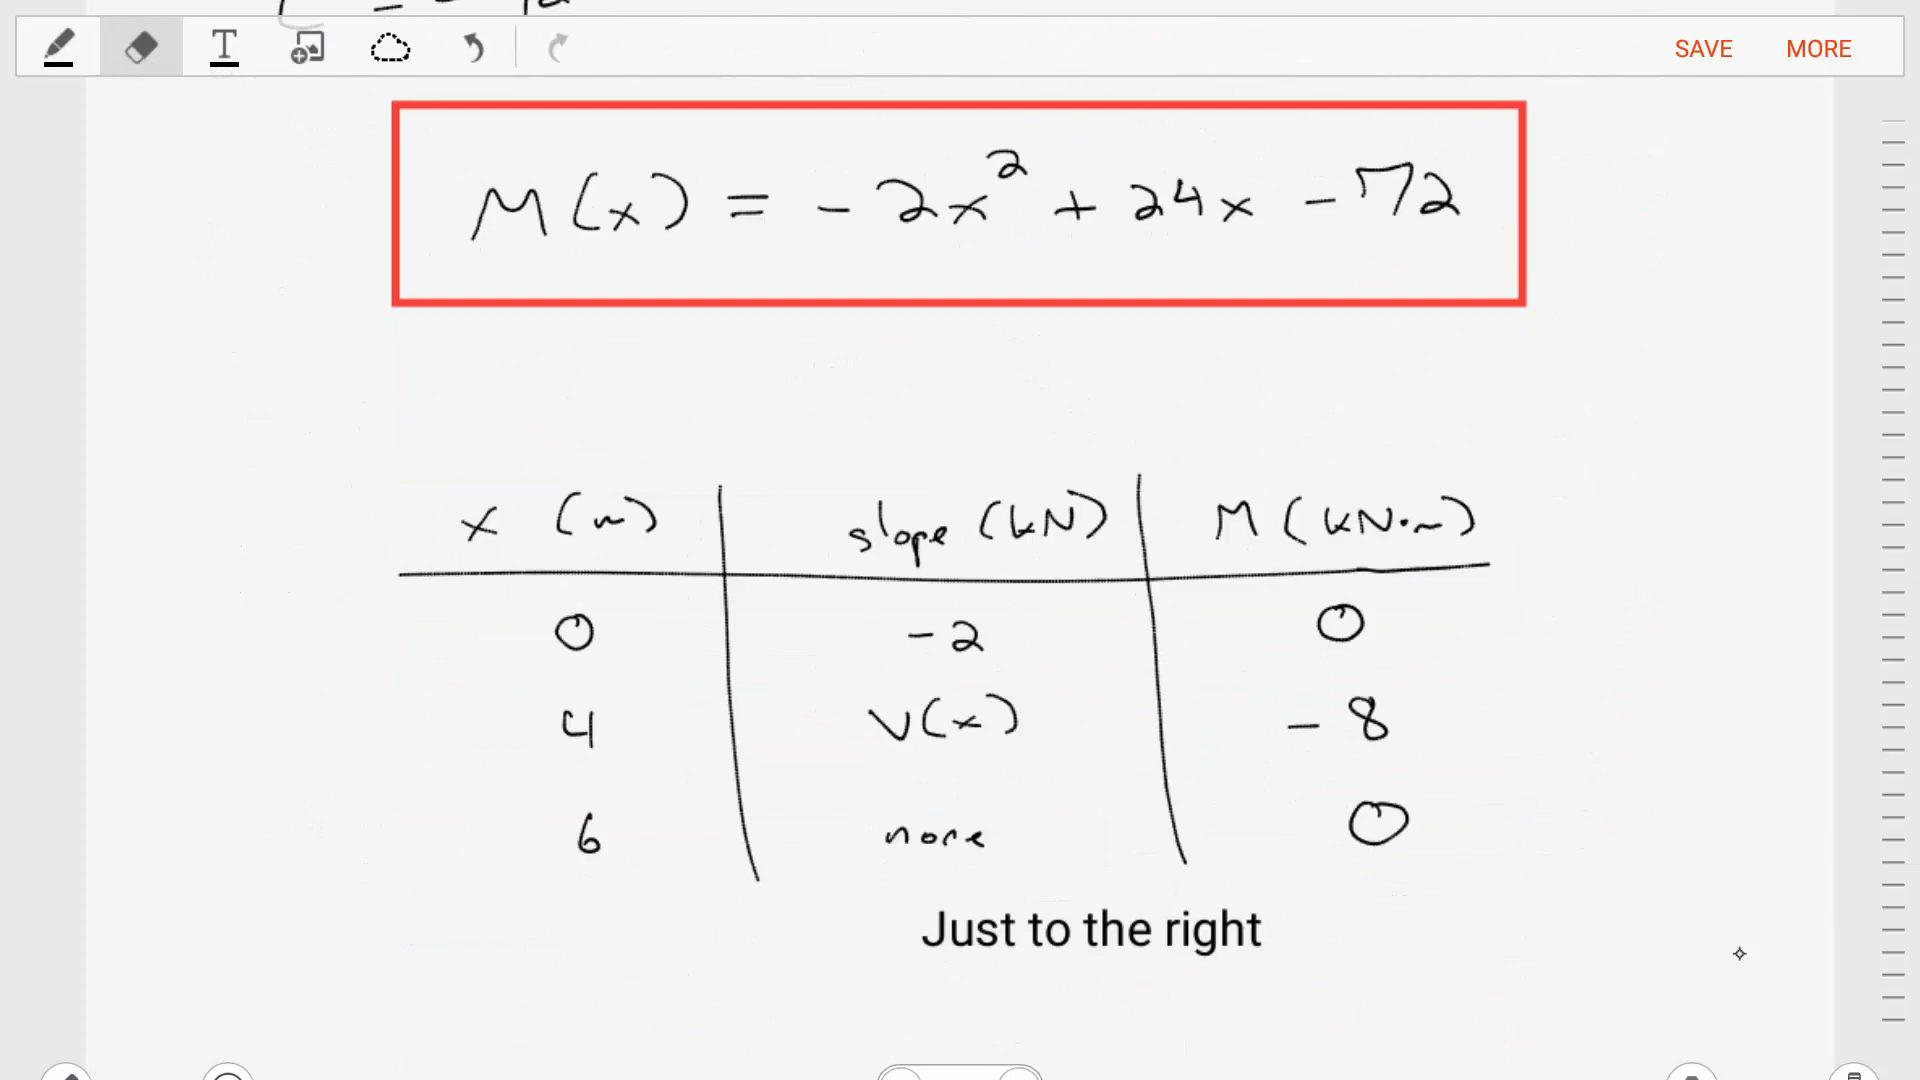 T
SAVE MORE
M(x) = -2x² + 24x - 72
x (m) slope (kN) M (kN·m)
0 -2 0
4 V(x) -8
6 none 0
Just to the right